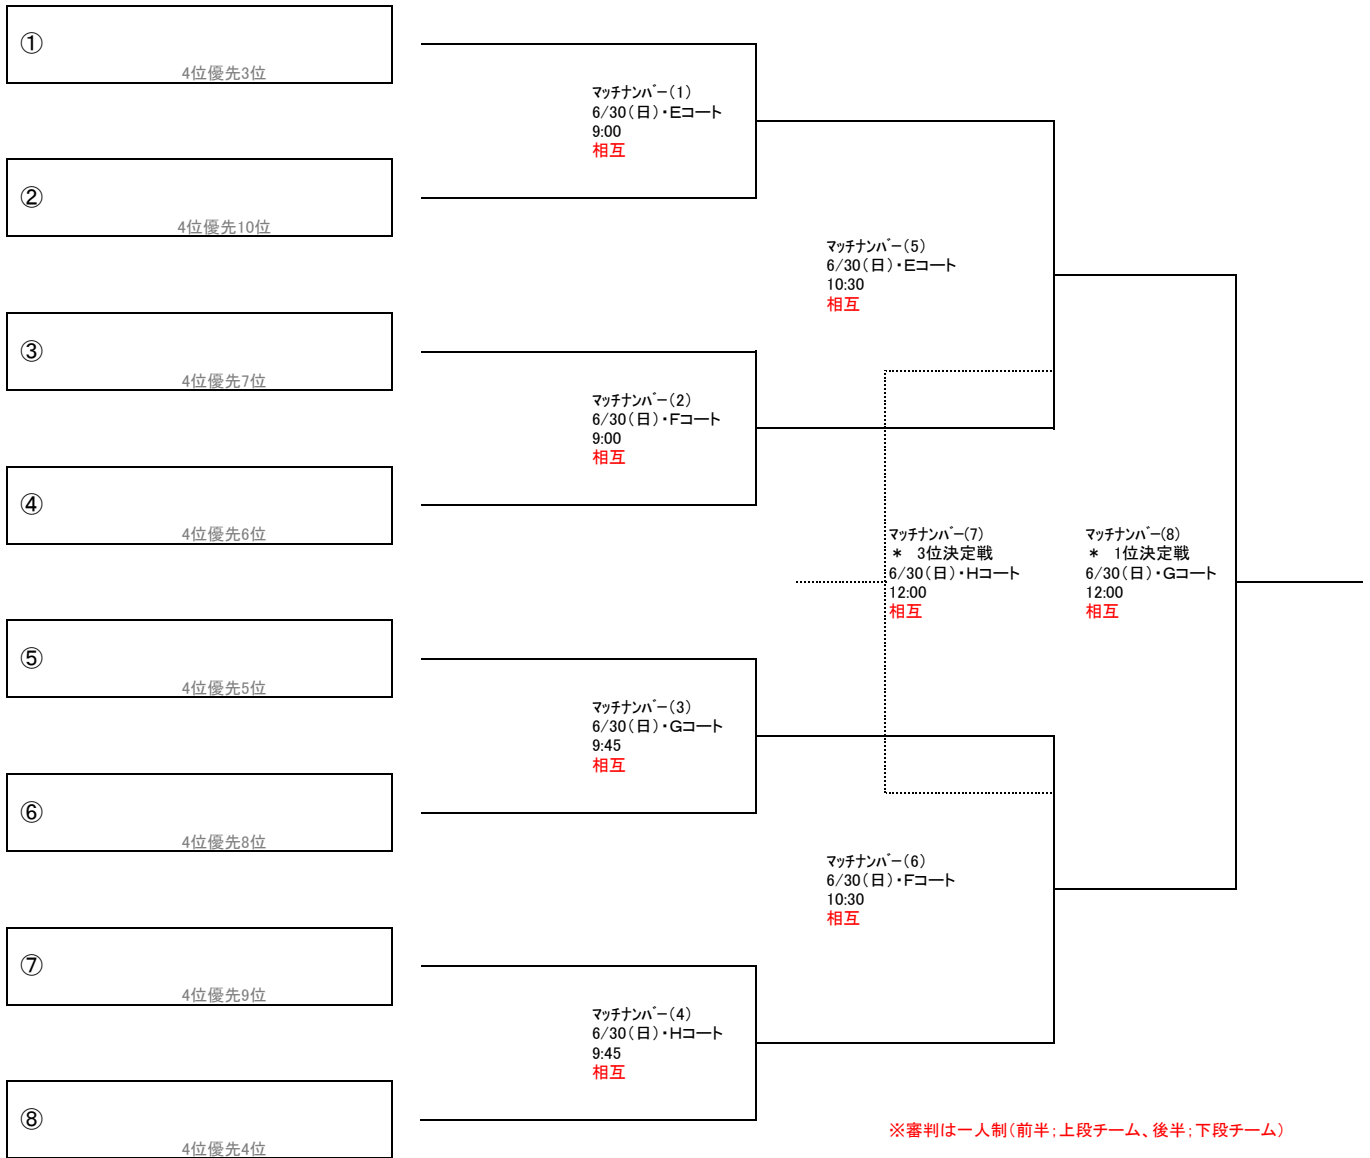 ①
4位優先3位
マッチナンバー(1)
6/30(日)・Eコート
9:00
相互
②
4位優先10位
マッチナンバー(5)
6/30(日)・Eコート
10:30
相互
③
4位優先7位
マッチナンバー(2)
6/30(日)・Fコート
9:00
相互
④
4位優先6位
マッチナンバー(7)
* 3位決定戦
6/30(日)・Hコート
12:00
相互
マッチナンバー(8)
* 1位決定戦
6/30(日)・Gコート
12:00
相互
⑤
4位優先5位
マッチナンバー(3)
6/30(日)・Gコート
9:45
相互
⑥
4位優先8位
マッチナンバー(6)
6/30(日)・Fコート
10:30
相互
⑦
4位優先9位
マッチナンバー(4)
6/30(日)・Hコート
9:45
相互
⑧
4位優先4位
※審判は一人制(前半;上段チーム、後半;下段チーム)